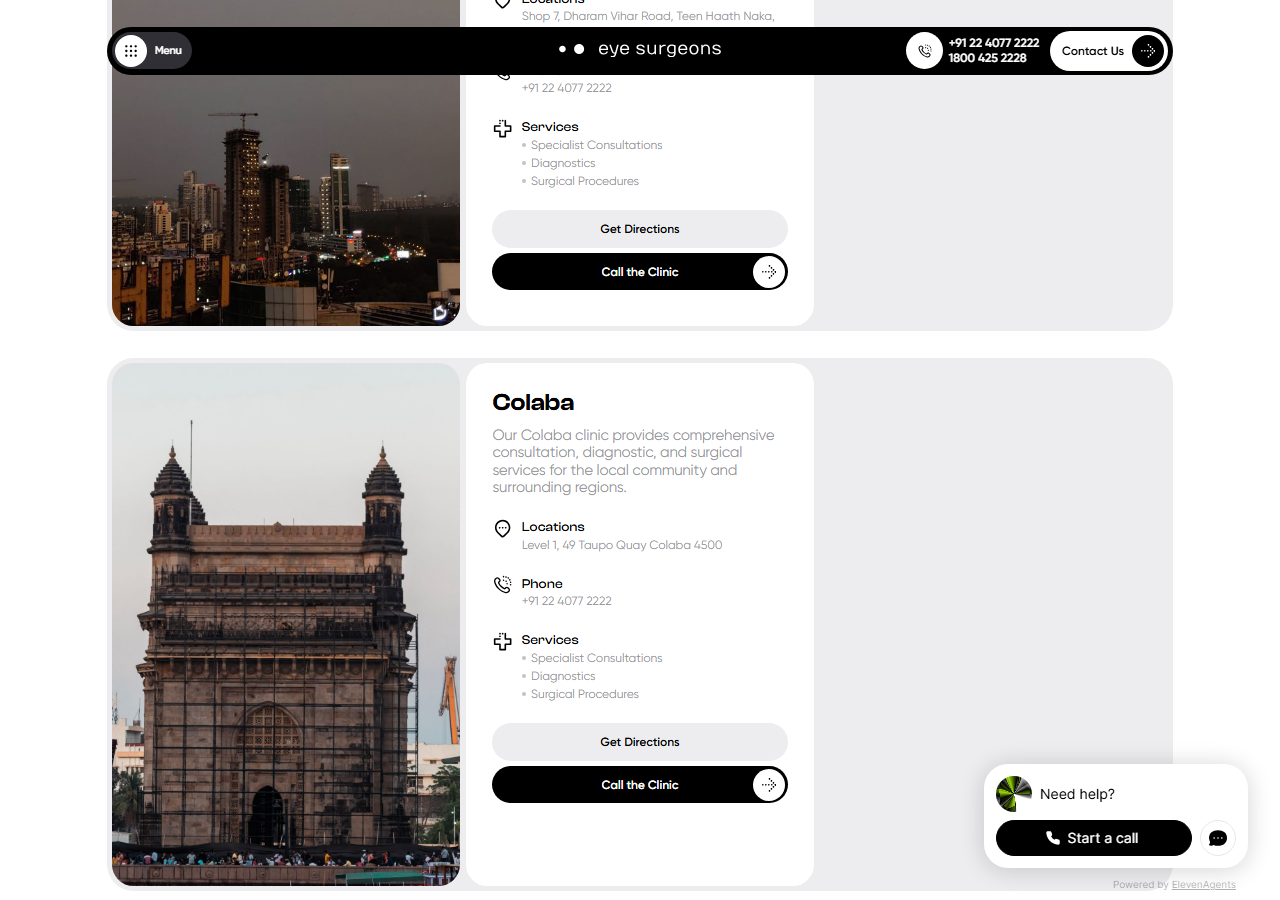 Locations
Shop 7, Dharam Vihar Road, Teen Haath Naka,
Menu
eye surgeons
+91 22 4077 2222
1800 425 2228
Contact Us
+91 22 4077 2222
Services
Specialist Consultations
Diagnostics
Surgical Procedures
Get Directions
Call the Clinic
Colaba
Our Colaba clinic provides comprehensive
consultation, diagnostic, and surgical
services for the local community and
surrounding regions.
Locations
Level 1, 49 Taupo Quay Colaba 4500
Phone
+91 22 4077 2222
Services
Specialist Consultations
Diagnostics
Surgical Procedures
Get Directions
Call the Clinic
Need help?
Start a call
Powered by ElevenAgents